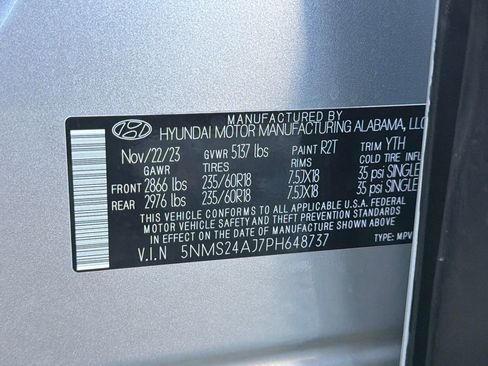 MANUFACTURED BY
HYUNDAI MOTOR MANUFACTURING ALABAMA, LLC
Nov/22/23 GVWR 5137 lbs PAINT R2T TRIM YTH
GAWR TIRES RIMS COLD TIRE INFL
FRONT 2866 lbs 235/60R18 7.5JX18 35 psi SINGLE
REAR 2976 lbs 235/60R18 7.5JX18 35 psi SINGLE
THIS VEHICLE CONFORMS TO ALL APPLICABLE U.S.A. FEDERAL
MOTOR VEHICLE SAFETY AND THEFT PREVENTION STANDARDS
IN EFFECT ON THE DATE OF MANUFACTURE SHOWN ABOVE.
V.I.N 5NMS24AJ7PH648737 TYPE: MPV